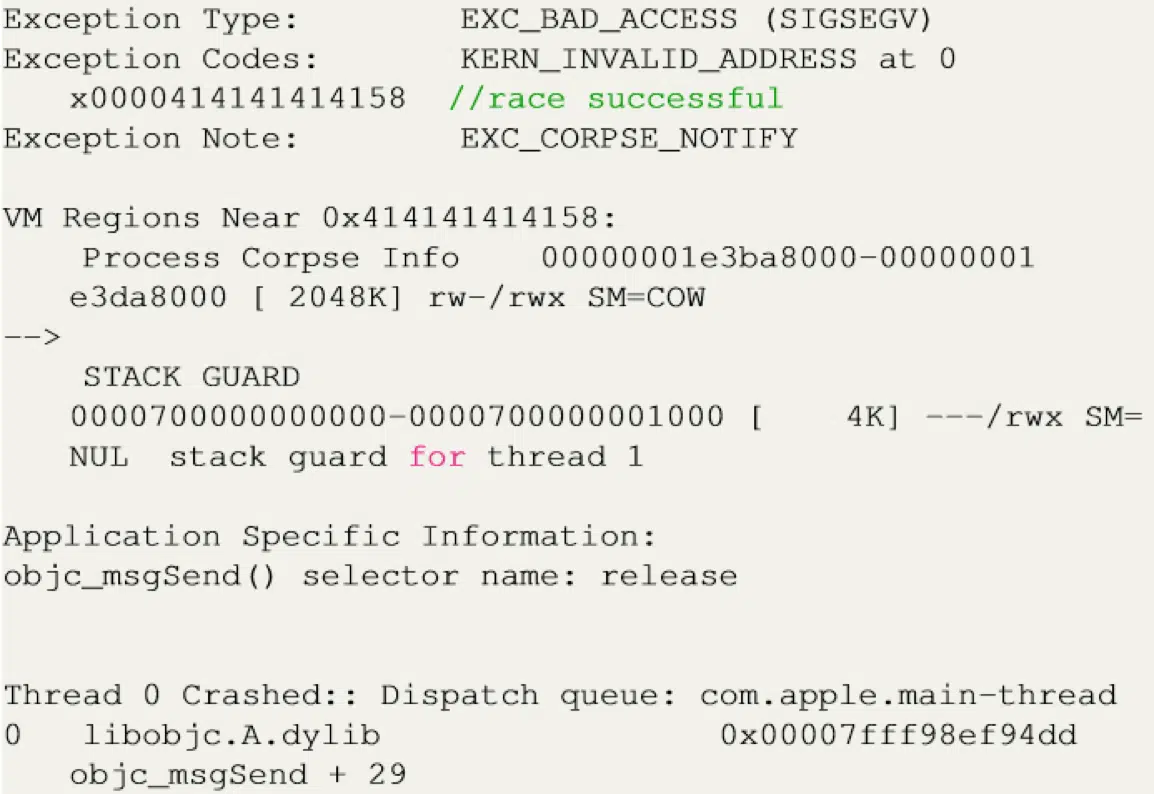 Exception Type:        EXC_BAD_ACCESS (SIGSEGV)
Exception Codes:       KERN_INVALID_ADDRESS at 0
x0000414141414158  //race successful
Exception Note:        EXC_CORPSE_NOTIFY
VM Regions Near 0x414141414158:
Process Corpse Info    00000001e3ba8000-00000001
e3da8000 [ 2048K] rw-/rwx SM=COW
-->
STACK GUARD
0000700000000000-0000700000001000 [    4K] ---/rwx SM=
NUL  stack guard for thread 1
Application Specific Information:
objc_msgSend() selector name: release
Thread 0 Crashed:: Dispatch queue: com.apple.main-thread
0   libobjc.A.dylib                 0x00007fff98ef94dd
objc_msgSend + 29